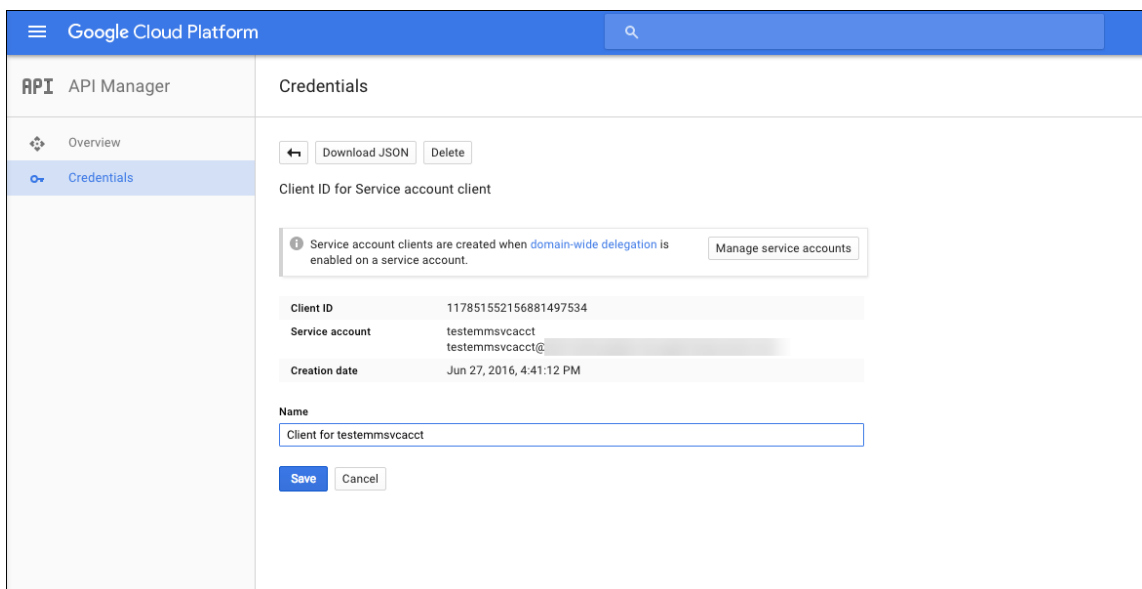 Google Cloud Platform
API API Manager
Credentials
Overview
Credentials
Download JSON
Delete
Client ID for Service account client
Service account clients are created when domain-wide delegation is
enabled on a service account.
Manage service accounts
Client ID 117851552156881497534
Service account testemmsvcacct
testemmsvcacct@
Creation date Jun 27, 2016, 4:41:12 PM
Name
Client for testemmsvcacct
Save
Cancel